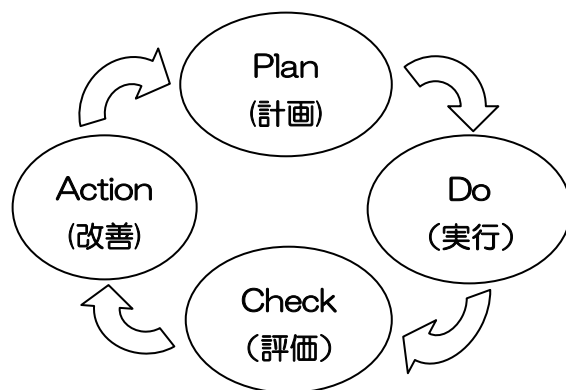 Plan
(計画)
Do
（実行）
Check
（評価）
Action
(改善)